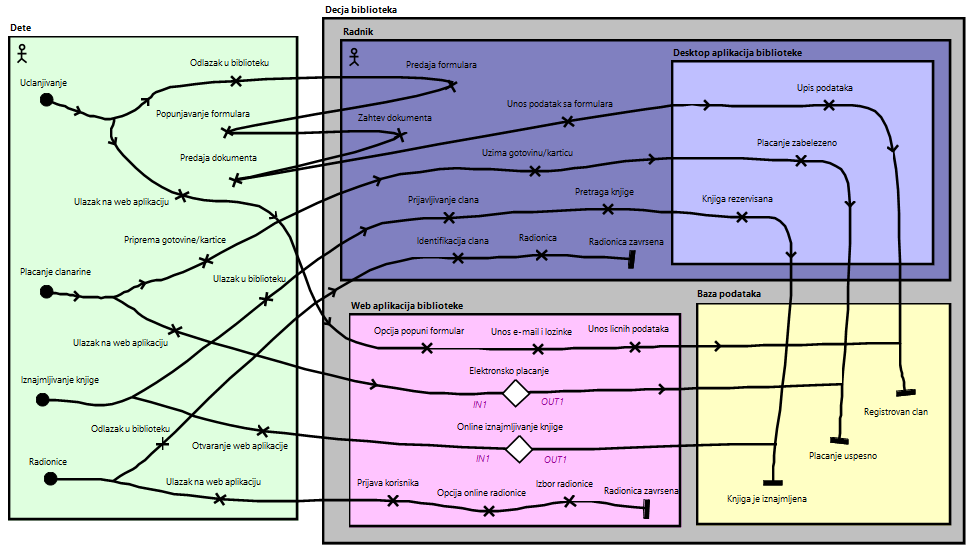 Decja biblioteka
Dete
Radnik
Desktop aplikacija biblioteke
Odlazak u biblioteku
Predaja formulara
Uclanjivanje
Upis podataka
Unos podatak sa formulara
Popunjavanje formulara
Zahtev dokumenta
Placanje zabelezeno
Predaja dokumenta
Uzima gotovinu/karticu
Ulazak na web aplikaciju
Prijavljivanje clana
Pretraga knjige
Knjiga rezervisana
Priprema gotovine/kartice
Identifikacija clana
Radionica
Radionica zavrsena
Placanje clanarine
Ulazak u biblioteku
Web aplikacija biblioteke
Baza podataka
Opcija popuni formular
Unos e-mail i lozinke
Unos licnih podataka
Ulazak na web aplikaciju
Elektronsko placanje
Iznajmljivanje knjige
IN1
OUT1
Registrovan clan
Odlazak u biblioteku
Online iznajmljivanje knjige
Otvaranje web aplikacije
IN1
OUT1
Placanje uspesno
Radionice
Ulazak na web aplikaciju
Prijava korisnika
Opcija online radionice
Izbor radionice
Radionica zavrsena
Knjiga je iznajmljena